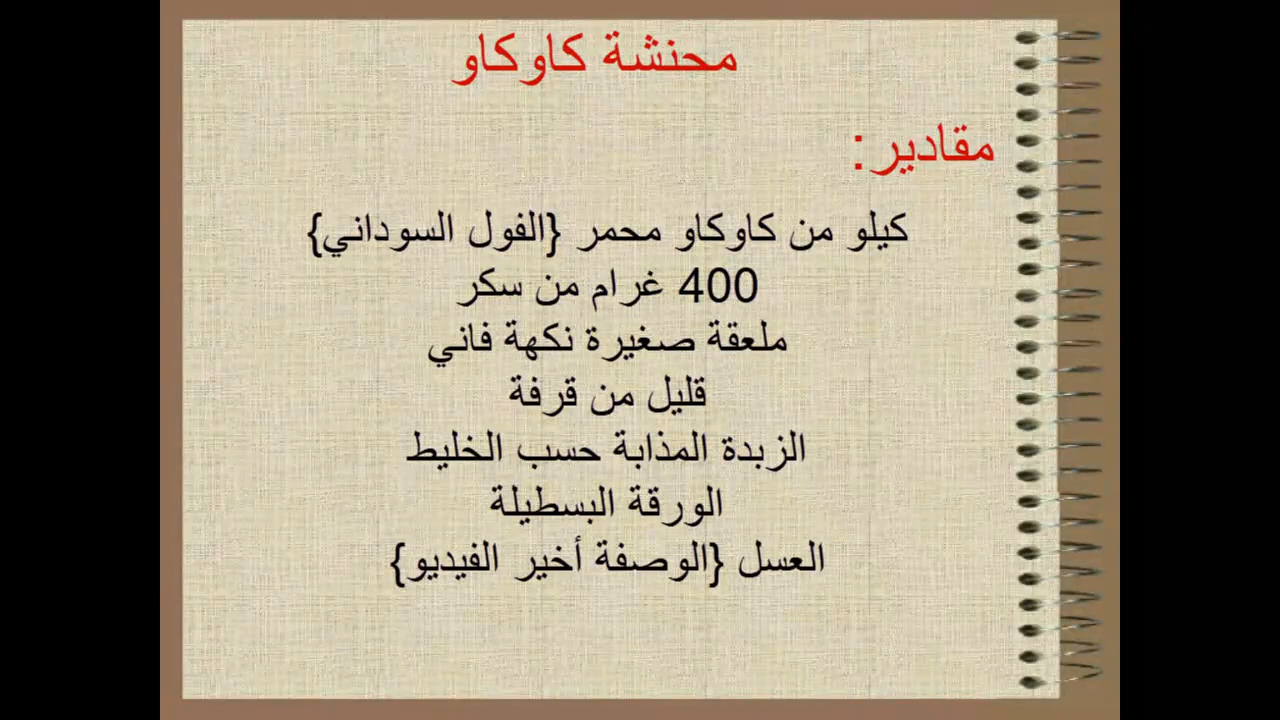 محنشة كاوكاو
مقادير:
كيلو من كاوكاو محمر {الفول السوداني}
400 غرام من سكر
ملعقة صغيرة نكهة فاني
قليل من قرفة
الزبدة المذابة حسب الخليط
الورقة البسطيلة
العسل {الوصفة أخير الفيديو}